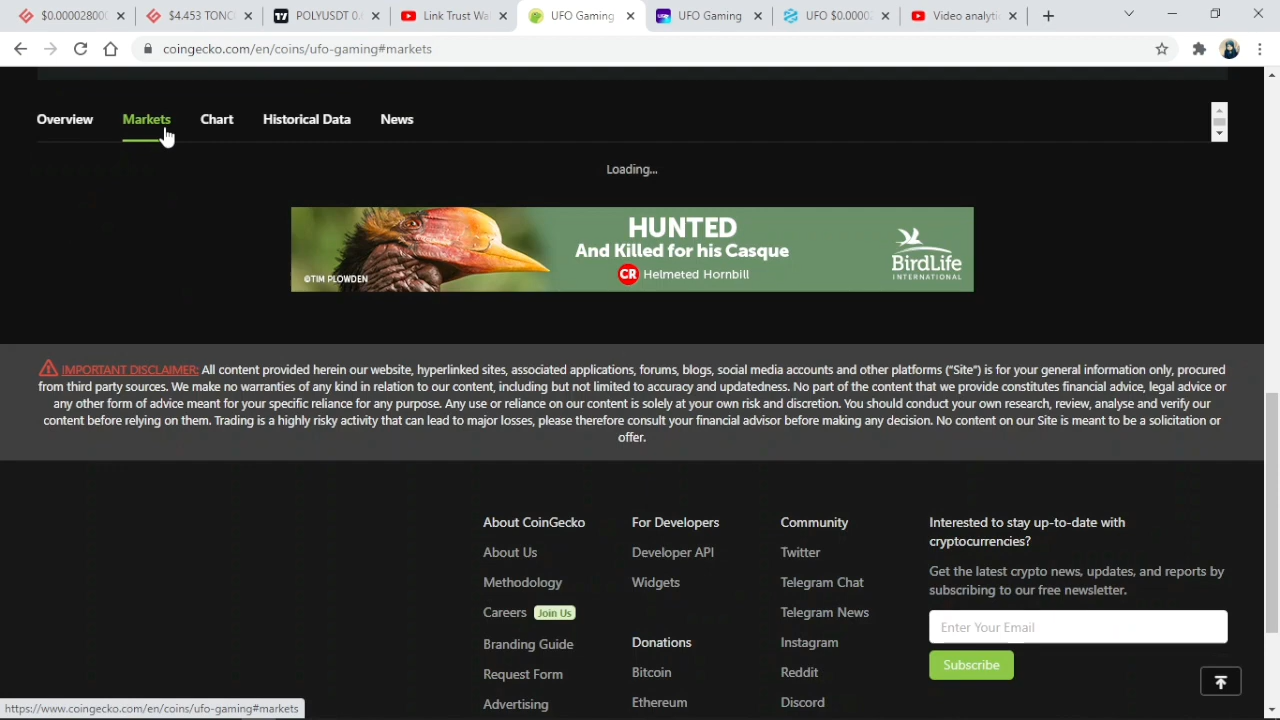 $0.00002800
$4.453 TONC
POLYUSDT 0.
Link Trust Wa
UFO Gaming
UFO Gaming
UFO $0.0000
Video analyti
coingecko.com/en/coins/ufo-gaming#markets
Overview
Markets
Chart
Historical Data
News
Loading...
HUNTED
And Killed for his Casque
CR Helmeted Hornbill
©TIM PLOWDEN
BirdLife
INTERNATIONAL
IMPORTANT DISCLAIMER: All content provided herein our website, hyperlinked sites, associated applications, forums, blogs, social media accounts and other platforms (“Site”) is for your general information only, procured
from third party sources. We make no warranties of any kind in relation to our content, including but not limited to accuracy and updatedness. No part of the content that we provide constitutes financial advice, legal advice or
any other form of advice meant for your specific reliance for any purpose. Any use or reliance on our content is solely at your own risk and discretion. You should conduct your own research, review, analyse and verify our
content before relying on them. Trading is a highly risky activity that can lead to major losses, please therefore consult your financial advisor before making any decision. No content on our Site is meant to be a solicitation or
offer.
About CoinGecko
About Us
Methodology
Careers Join Us
Branding Guide
Request Form
Advertising
For Developers
Developer API
Widgets
Donations
Bitcoin
Ethereum
Community
Twitter
Telegram Chat
Telegram News
Instagram
Reddit
Discord
Interested to stay up-to-date with
cryptocurrencies?
Get the latest crypto news, updates, and reports by
subscribing to our free newsletter.
Enter Your Email
Subscribe
https://www.coingecko.com/en/coins/ufo-gaming#markets